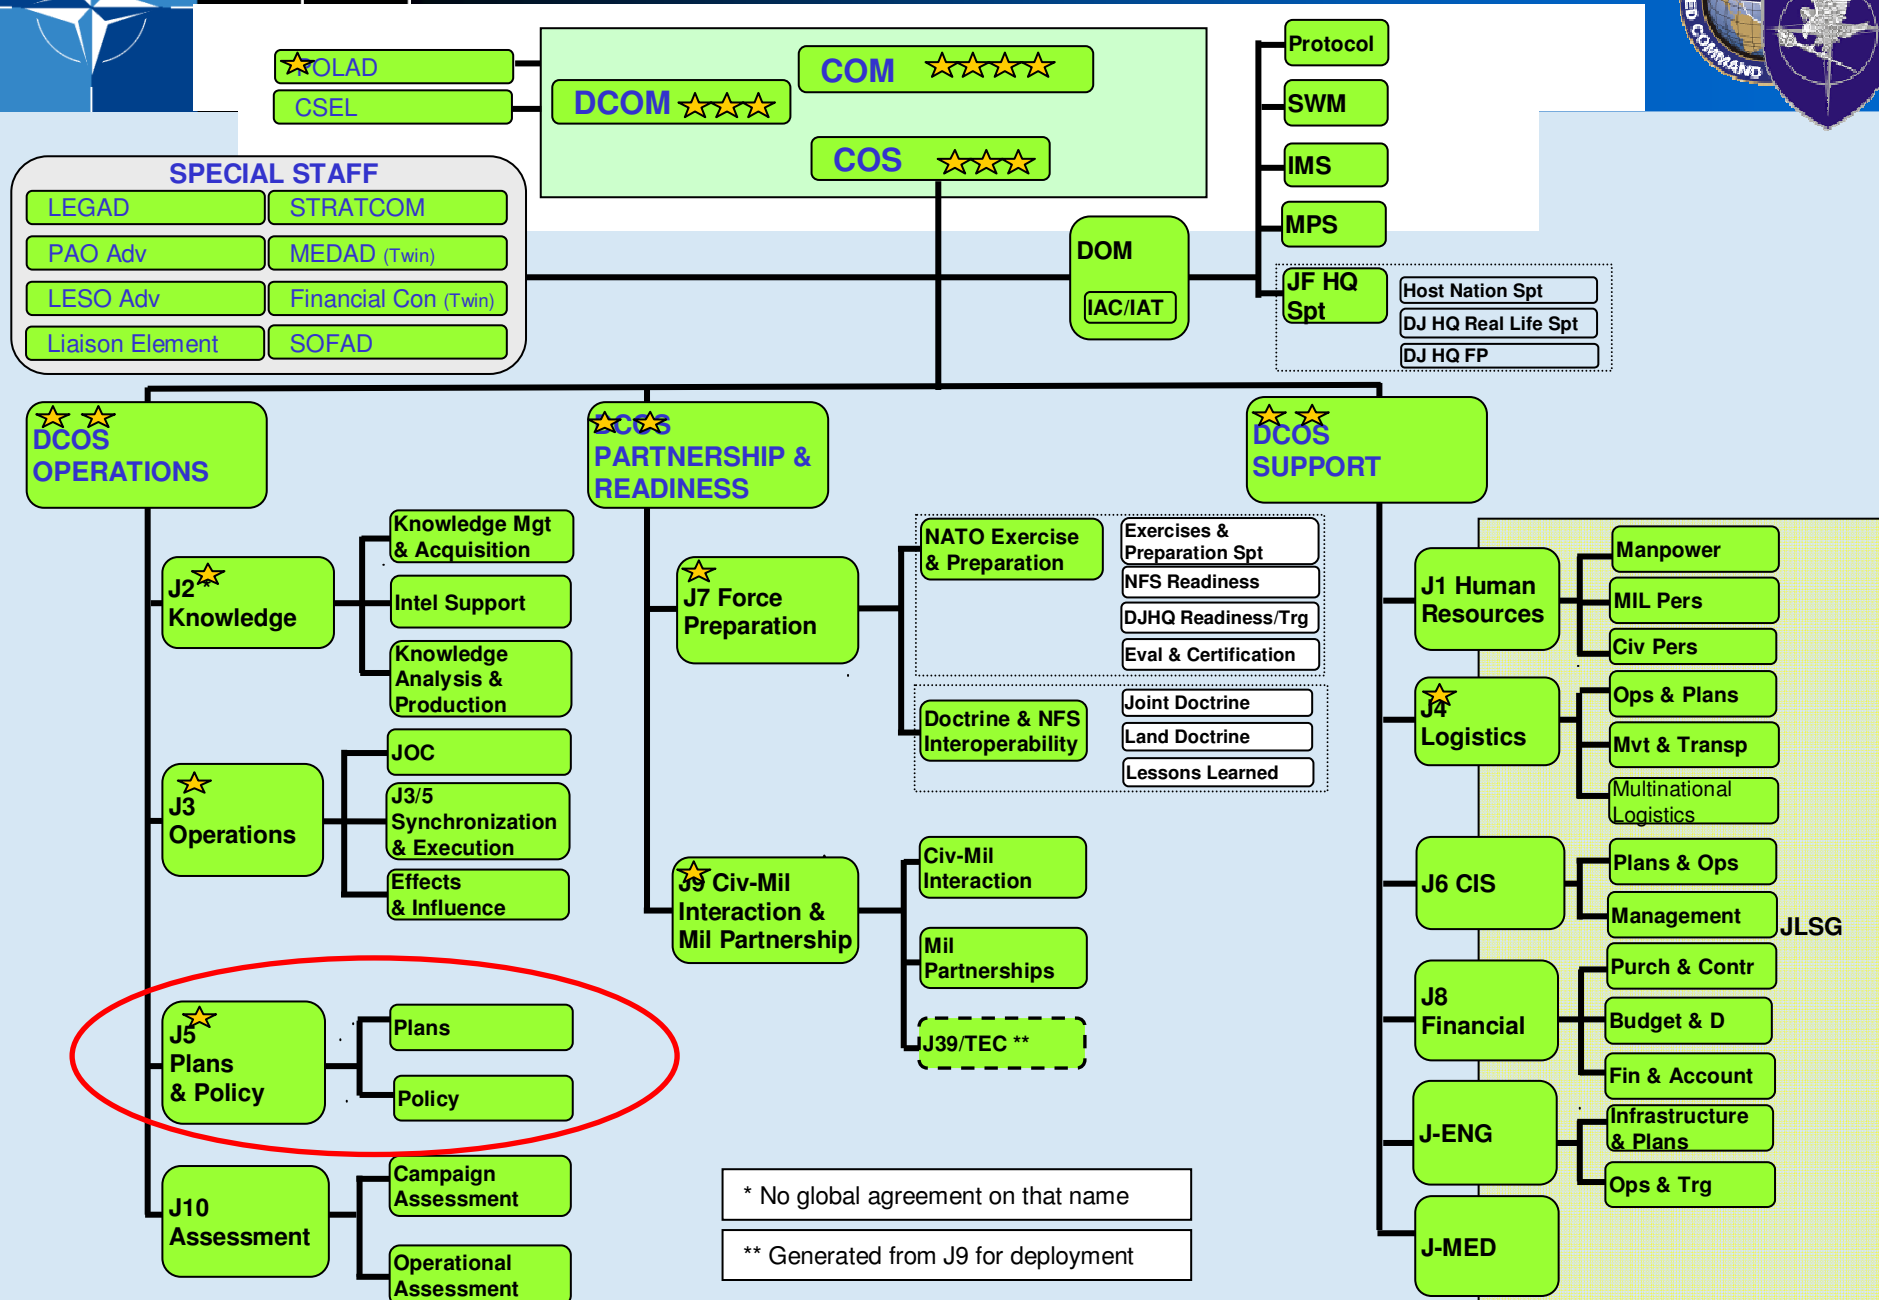 POLAD
CSEL
COM
DCOM
COS
Protocol
SWM
IMS
MPS
JF HQ
Spt
Host Nation Spt
DJ HQ Real Life Spt
DJ HQ FP
ED COMMAND
SPECIAL STAFF
LEGAD
STRATCOM
PAO Adv
MEDAD (Twin)
LESO Adv
Financial Con (Twin)
Liaison Element
SOFAD
DOM
IAC/IAT
DCOS
OPERATIONS
DCOS
PARTNERSHIP &
READINESS
DCOS
SUPPORT
J2 *
Knowledge
Knowledge Mgt
& Acquisition
Intel Support
Knowledge
Analysis &
Production
J3
Operations
JOC
J3/5
Synchronization
& Execution
Effects
& Influence
J5
Plans
& Policy
Plans
Policy
J10
Assessment
Campaign
Assessment
Operational
Assessment
J7 Force
Preparation
NATO Exercise
& Preparation
Exercises &
Preparation Spt
NFS Readiness
DJHQ Readiness/Trg
Eval & Certification
Doctrine & NFS
Interoperability
Joint Doctrine
Land Doctrine
Lessons Learned
J9 Civ-Mil
Interaction &
Mil Partnership
Civ-Mil
Interaction
Mil
Partnerships
J39/TEC **
J1 Human
Resources
Manpower
MIL Pers
Civ Pers
J4
Logistics
Ops & Plans
Mvt & Transp
Multinational
Logistics
J6 CIS
Plans & Ops
Management
JLSG
J8
Financial
Purch & Contr
Budget & D
Fin & Account
J-ENG
Infrastructure
& Plans
Ops & Trg
J-MED
* No global agreement on that name
** Generated from J9 for deployment